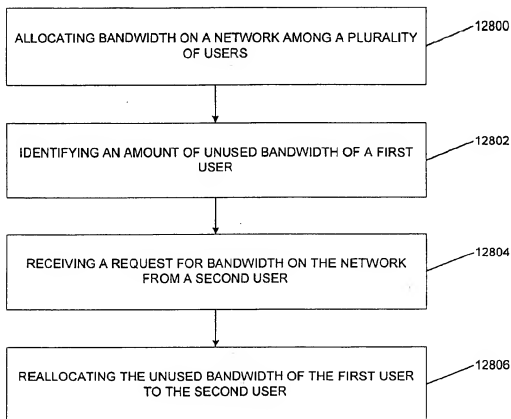 ALLOCATING BANDWIDTH ON A NETWORK AMONG A PLURALITY
OF USERS
12800
IDENTIFYING AN AMOUNT OF UNUSED BANDWIDTH OF A FIRST
USER
12802
RECEIVING A REQUEST FOR BANDWIDTH ON THE NETWORK
FROM A SECOND USER
12804
REALLOCATING THE UNUSED BANDWIDTH OF THE FIRST USER
TO THE SECOND USER
12806